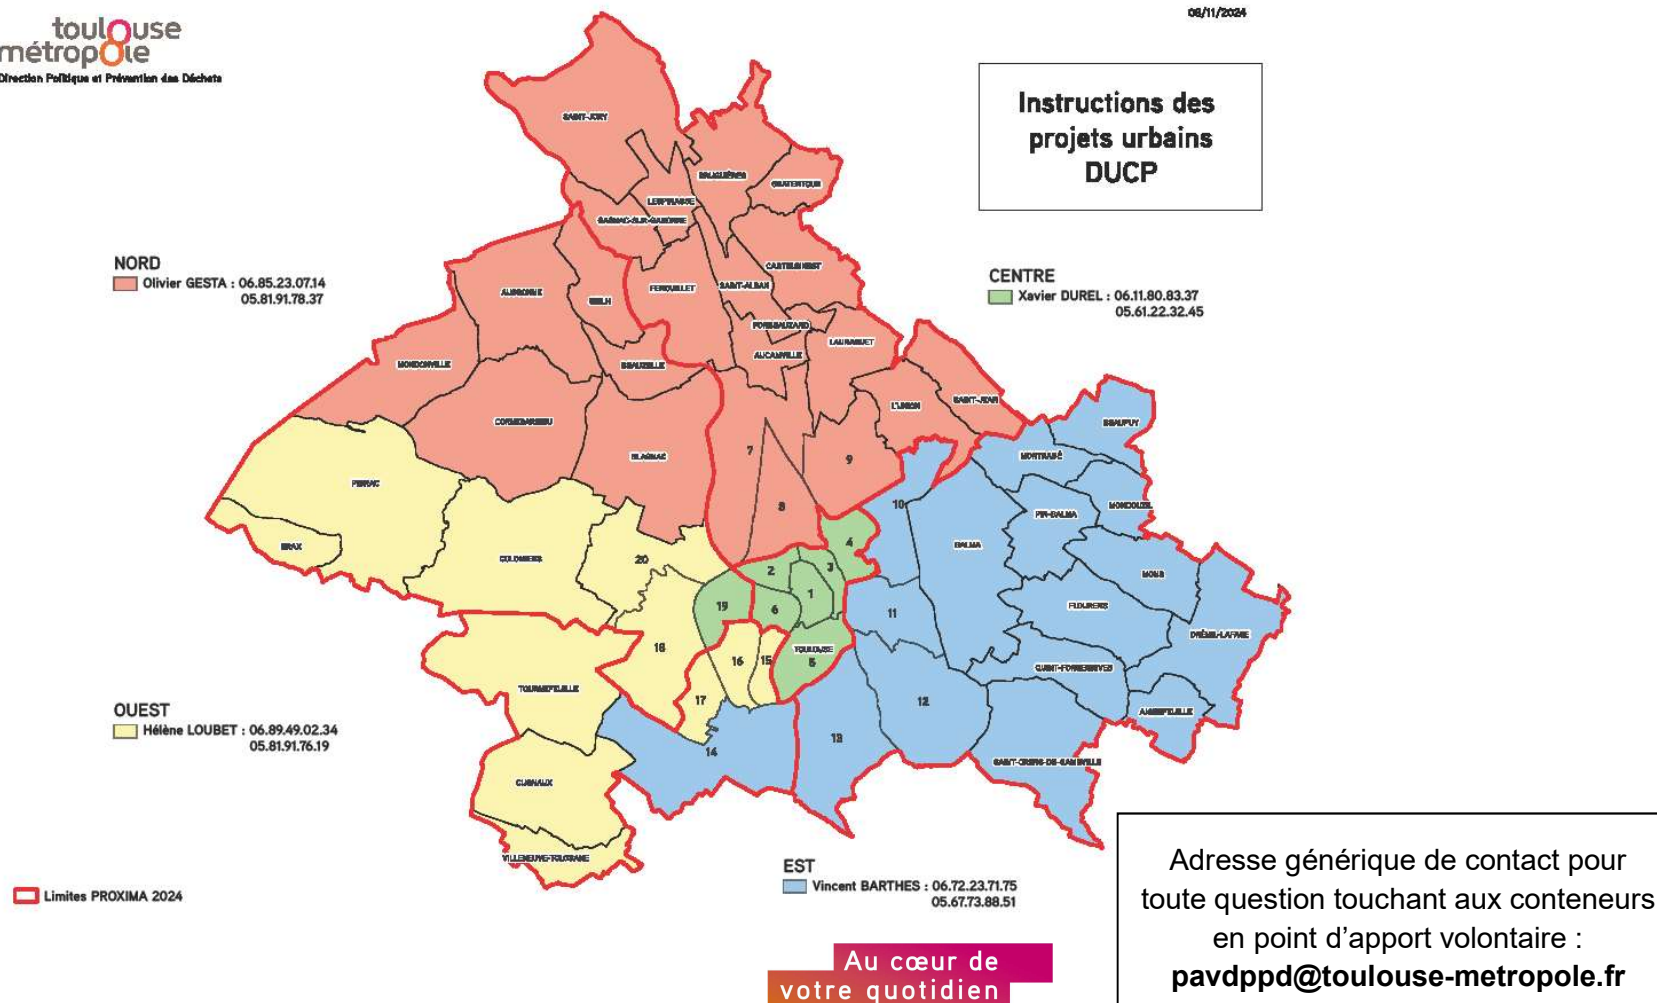 toulouse
métropole
Direction Politique et Prévention des Déchets
08/11/2024
Instructions des
projets urbains
DUCP
NORD
Olivier GESTA : 06.85.23.07.14
05.81.91.78.37
CENTRE
Xavier DUREL : 06.11.80.83.37
05.61.22.32.45
SAINT-JORY
BRUGUIÈRES
GRATENTOUR
LESPINASSE
GAGNAC-SUR-GARONNE
CASTELGINEST
FENOUILLET
SAINT-ALBAN
AUSSONNE
SEILH
FONBEAUZARD
LAUNAGUET
AUCAMVILLE
MONDONVILLE
BEAUZELLE
L'UNION
SAINT-JEAN
CORNEBARRIEU
BEAUPUY
BLAGNAC
7
9
MONTRABÉ
PIBRAC
8
10
PIN-BALMA
MONDOUZIL
BRAX
COLOMIERS
20
4
BALMA
2
3
MONS
1
19
6
11
FLOURENS
DRÉMIL-LAFAGE
18
16
15
TOULOUSE
5
QUINT-FONSEGRIVES
TOURNEFEUILLE
17
12
AIGREFEUILLE
14
13
SAINT-ORENS-DE-GAMEVILLE
CUGNAUX
VILLENEUVE-TOLOSANE
OUEST
Hélène LOUBET : 06.89.49.02.34
05.81.91.76.19
EST
Vincent BARTHES : 06.72.23.71.75
05.67.73.88.51
Limites PROXIMA 2024
Adresse générique de contact pour
toute question touchant aux conteneurs
en point d'apport volontaire :
pavdppd@toulouse-metropole.fr
Au cœur de
votre quotidien